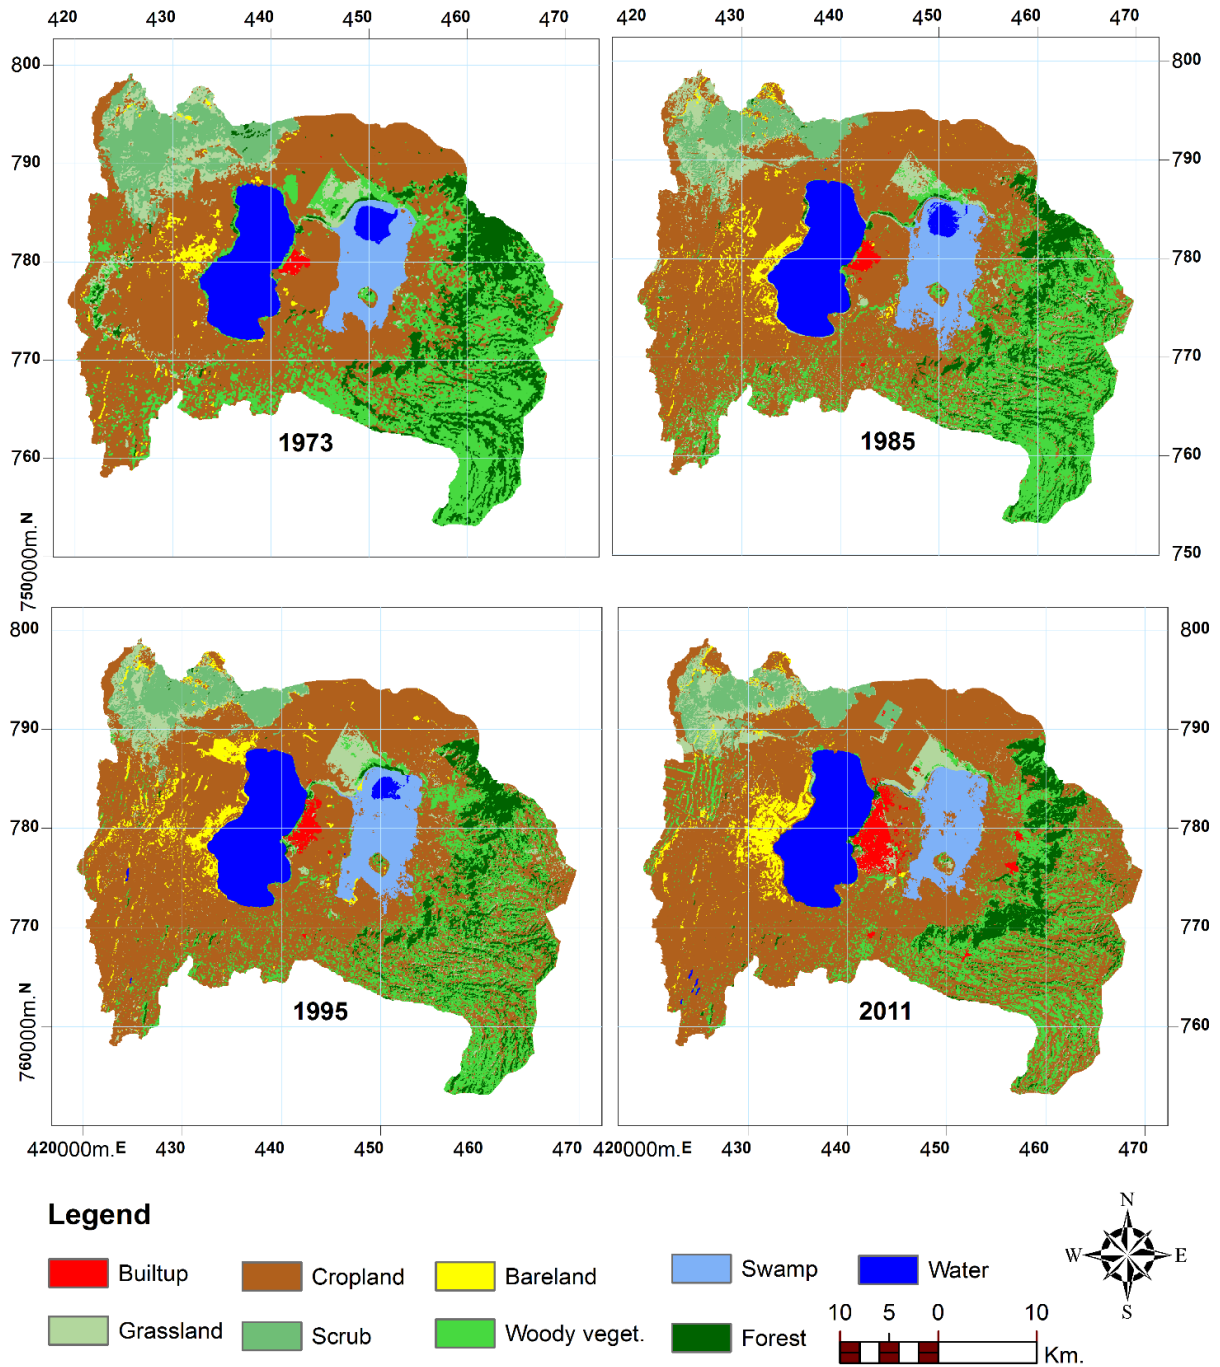 420 430 440 450 460 470 420 430 440 450 460 470
800 800
790 790
780 780
770 770
1973 1985
760 760
750000m.N 750
800 800
790 790
780 780
770 770
1995 2011
760000m.N 760
420000m.E 430 440 450 460 470 420000m.E 430 440 450 460 470
Legend
N
W E
S
Builtup Cropland Bareland Swamp Water
Grassland Scrub Woody veget. Forest
10 5 0 10
Km.